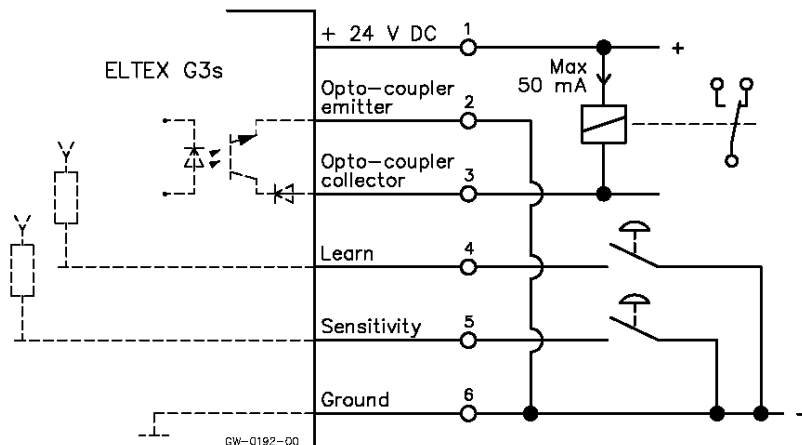 ELTEX G3s
+ 24 V DC
1
+
Max
50 mA
Opto-coupler
emitter
2
Opto-coupler
collector
3
Learn
4
Sensitivity
5
Ground
6
-
GW-0192-00